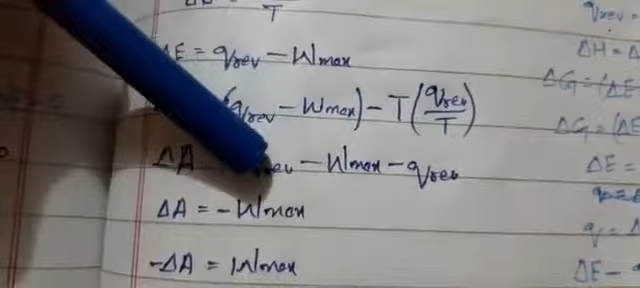 T
ΔE = qrev - Wmax
(qrev - Wmax) - T(qrev/T)
ΔA - Wmax - qrev
ΔA = - Wmax
-ΔA = Wmax
qrev =
ΔH = Δ
ΔG = (ΔE
ΔG = (ΔE
ΔE =
q =
ΔE - q